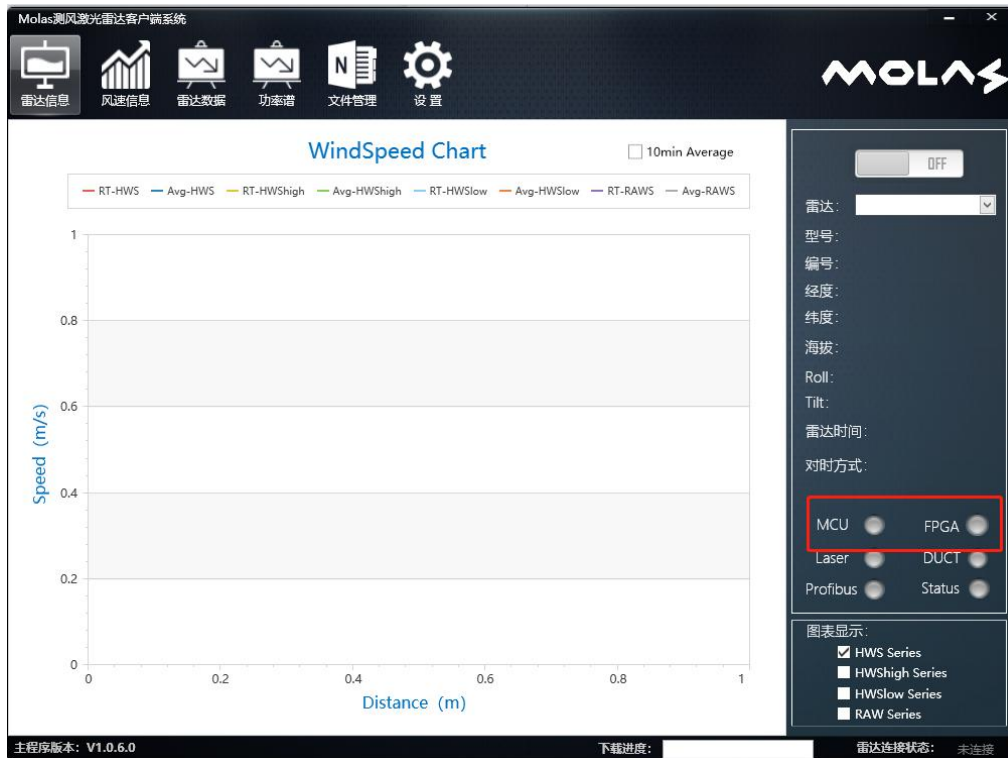 Molas测风激光雷达客户端系统
雷达信息 风速信息 雷达数据 功率谱 文件管理 设置
N
MOLAS
WindSpeed Chart
10min Average
RT-HWS Avg-HWS RT-HWShigh Avg-HWShigh RT-HWSlow Avg-HWSlow RT-RAWS Avg-RAWS
1
0.8
0.6
0.4
0.2
0
Speed (m/s)
0 0.2 0.4 0.6 0.8 1
Distance (m)
OFF
雷达:
型号:
编号:
经度:
纬度:
海拔:
Roll:
Tilt:
雷达时间:
对时方式:
MCU FPGA
Laser DUCT
Profibus Status
图表显示:
HWS Series
HWShigh Series
HWSlow Series
RAW Series
主程序版本: V1.0.6.0 下载进度: 雷达连接状态: 未连接